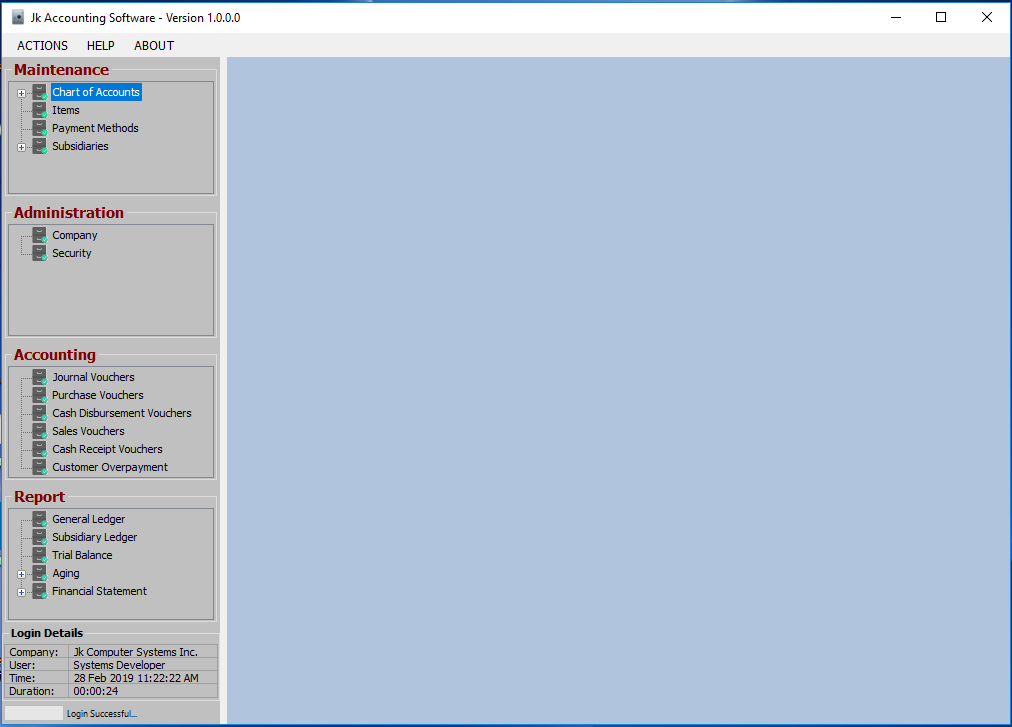 Jk Accounting Software - Version 1.0.0.0
ACTIONS HELP ABOUT
Maintenance
Chart of Accounts
Items
Payment Methods
Subsidiaries
Administration
Company
Security
Accounting
Journal Vouchers
Purchase Vouchers
Cash Disbursement Vouchers
Sales Vouchers
Cash Receipt Vouchers
Customer Overpayment
Report
General Ledger
Subsidiary Ledger
Trial Balance
Aging
Financial Statement
Login Details
Company: Jk Computer Systems Inc.
User: Systems Developer
Time: 28 Feb 2019 11:22:22 AM
Duration: 00:00:24
Login Successful...